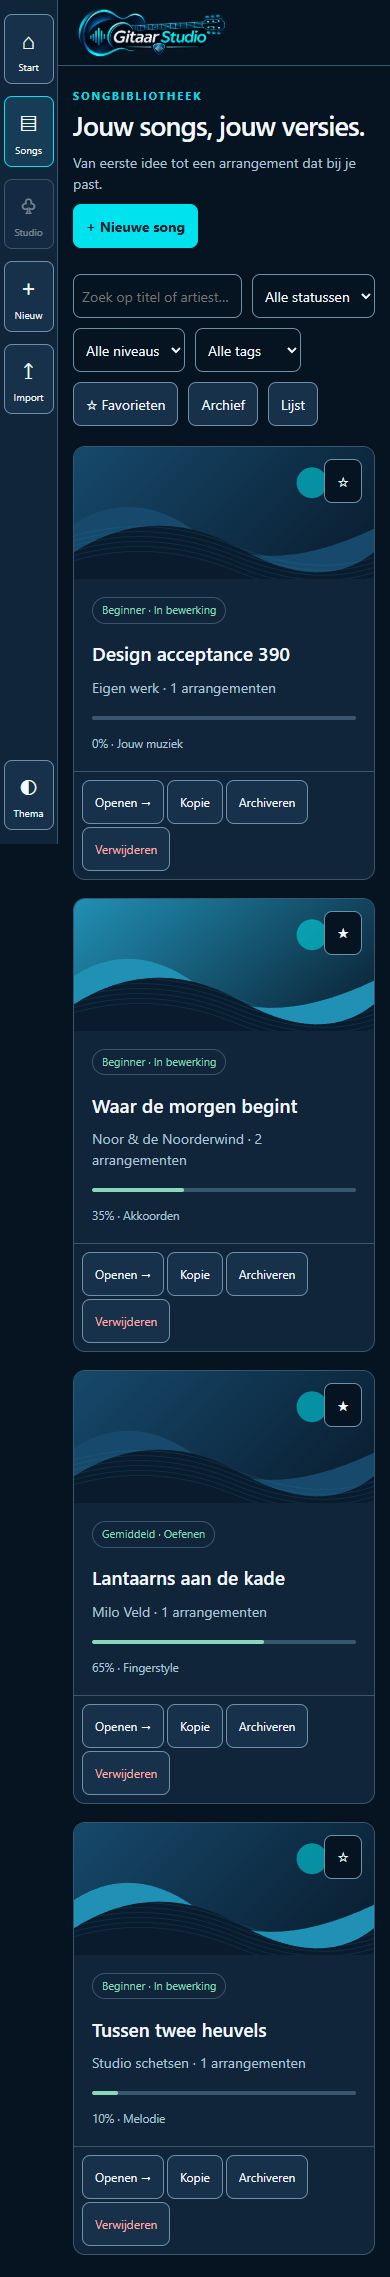 Gitaar Studio
Start
Songs
Studio
Nieuw
Import
Thema
SONGBIBLIOTHEEK
Jouw songs, jouw versies.
Van eerste idee tot een arrangement dat bij je
past.
+ Nieuwe song
Zoek op titel of artiest...
Alle statussen
Alle niveaus
Alle tags
☆ Favorieten
Archief
Lijst
☆
Beginner · In bewerking
Design acceptance 390
Eigen werk · 1 arrangementen
0% · Jouw muziek
Openen →
Kopie
Archiveren
Verwijderen
★
Beginner · In bewerking
Waar de morgen begint
Noor & de Noorderwind · 2
arrangementen
35% · Akkoorden
Openen →
Kopie
Archiveren
Verwijderen
★
Gemiddeld · Oefenen
Lantaarns aan de kade
Milo Veld · 1 arrangementen
65% · Fingerstyle
Openen →
Kopie
Archiveren
Verwijderen
☆
Beginner · In bewerking
Tussen twee heuvels
Studio schetsen · 1 arrangementen
10% · Melodie
Openen →
Kopie
Archiveren
Verwijderen